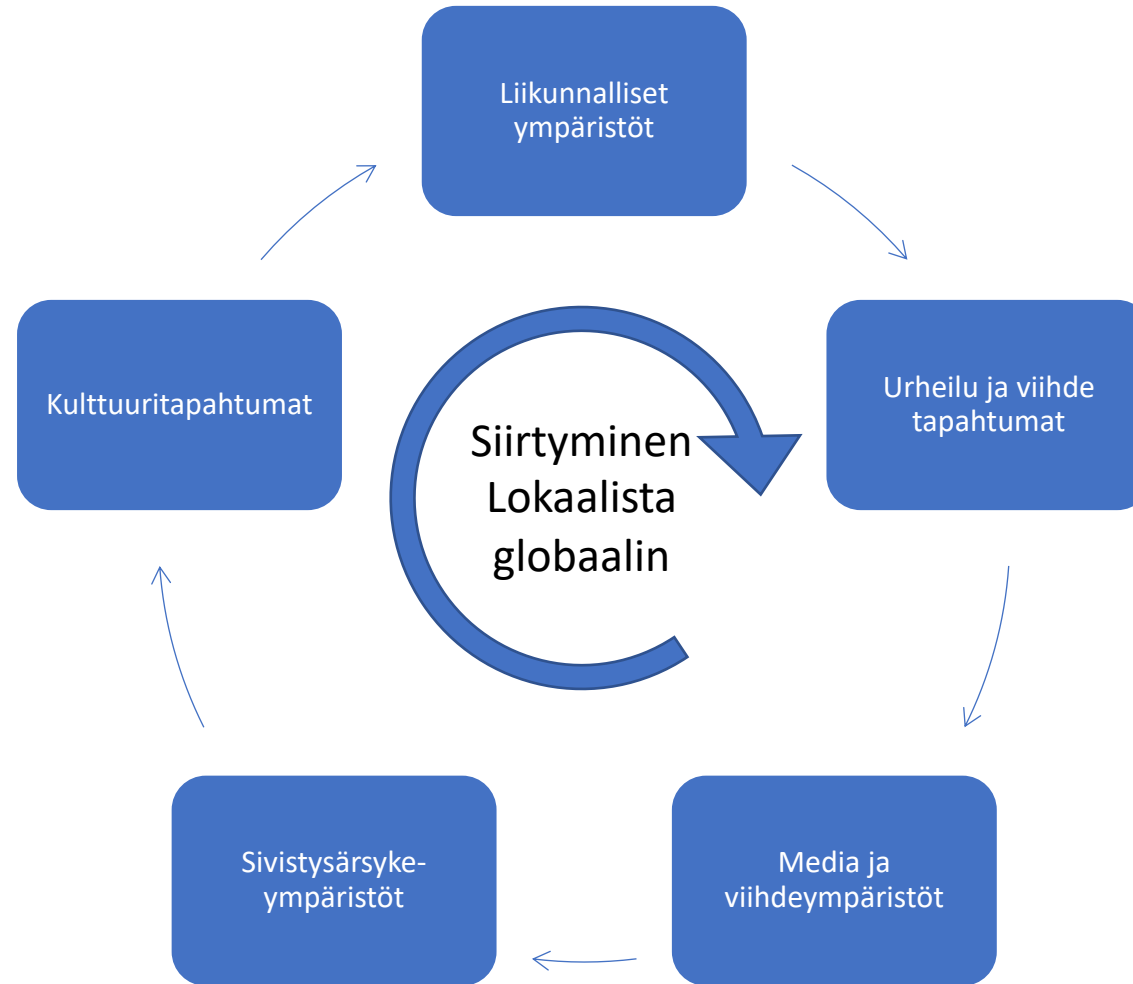 Liikunnalliset
ympäristöt
Urheilu ja viihde
tapahtumat
Media ja
viihdeympäristöt
Sivistysärsyke-
ympäristöt
Kulttuuritapahtumat
Siirtyminen
Lokaalista
globaalin